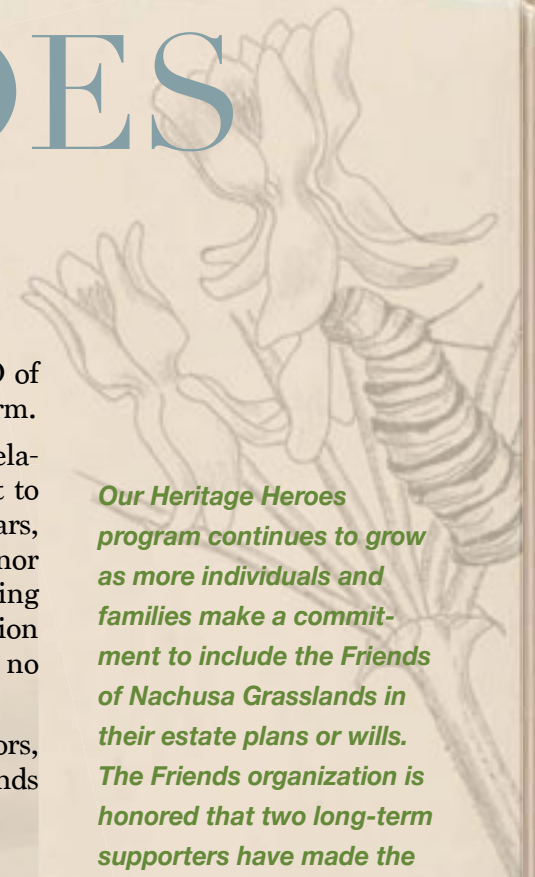 OES
of
rm.
ela-
to
ars,
nor
ing
ion
no
ors,
nds
Our Heritage Heroes
program continues to grow
as more individuals and
families make a commit-
ment to include the Friends
of Nachusa Grasslands in
their estate plans or wills.
The Friends organization is
honored that two long-term
supporters have made the